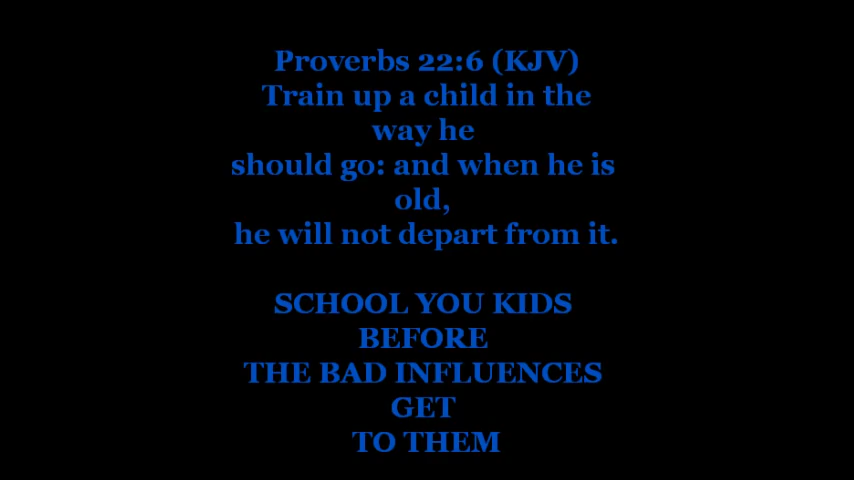 Proverbs 22:6 (KJV)
Train up a child in the
way he
should go: and when he is
old,
he will not depart from it.
SCHOOL YOU KIDS
BEFORE
THE BAD INFLUENCES
GET
TO THEM